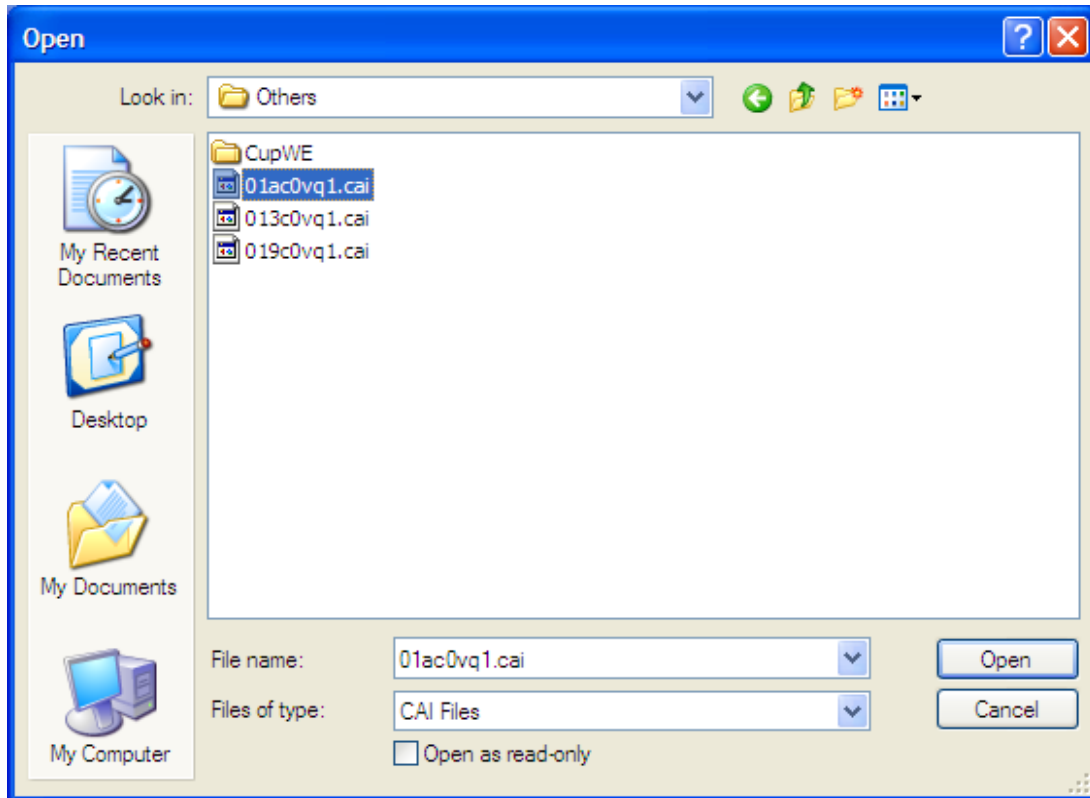 Open
Look in:
Others
CupWE
01ac0vq1.cai
013c0vq1.cai
019c0vq1.cai
My Recent
Documents
Desktop
My Documents
My Computer
File name:
01ac0vq1.cai
Open
Files of type:
CAI Files
Cancel
Open as read-only